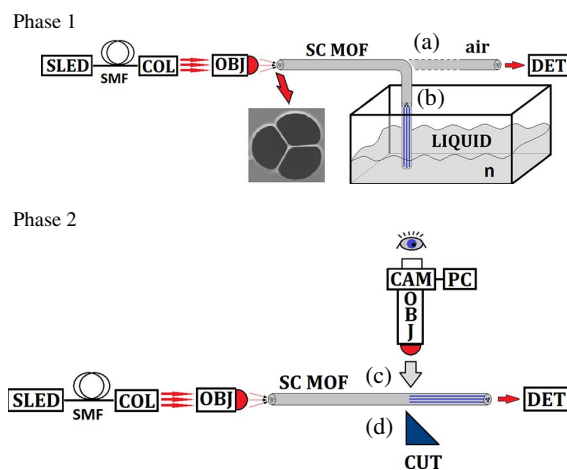 Phase 1
SLED SMF COL OBJ SC MOF (a) air DET
(b)
LIQUID
n
Phase 2
CAM PC
OBJ
(c)
SLED SMF COL OBJ SC MOF DET
(d)
CUT